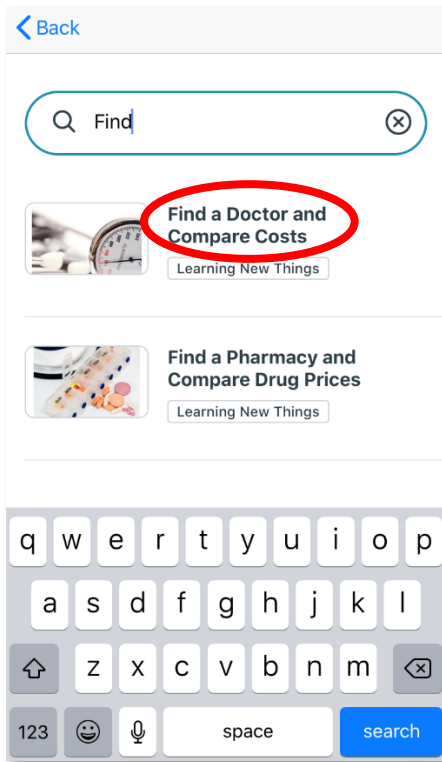 Back
Find
Find a Doctor and
Compare Costs
Learning New Things
Find a Pharmacy and
Compare Drug Prices
Learning New Things
q w e r t y u i o p
a s d f g h j k l
z x c v b n m
123 space search